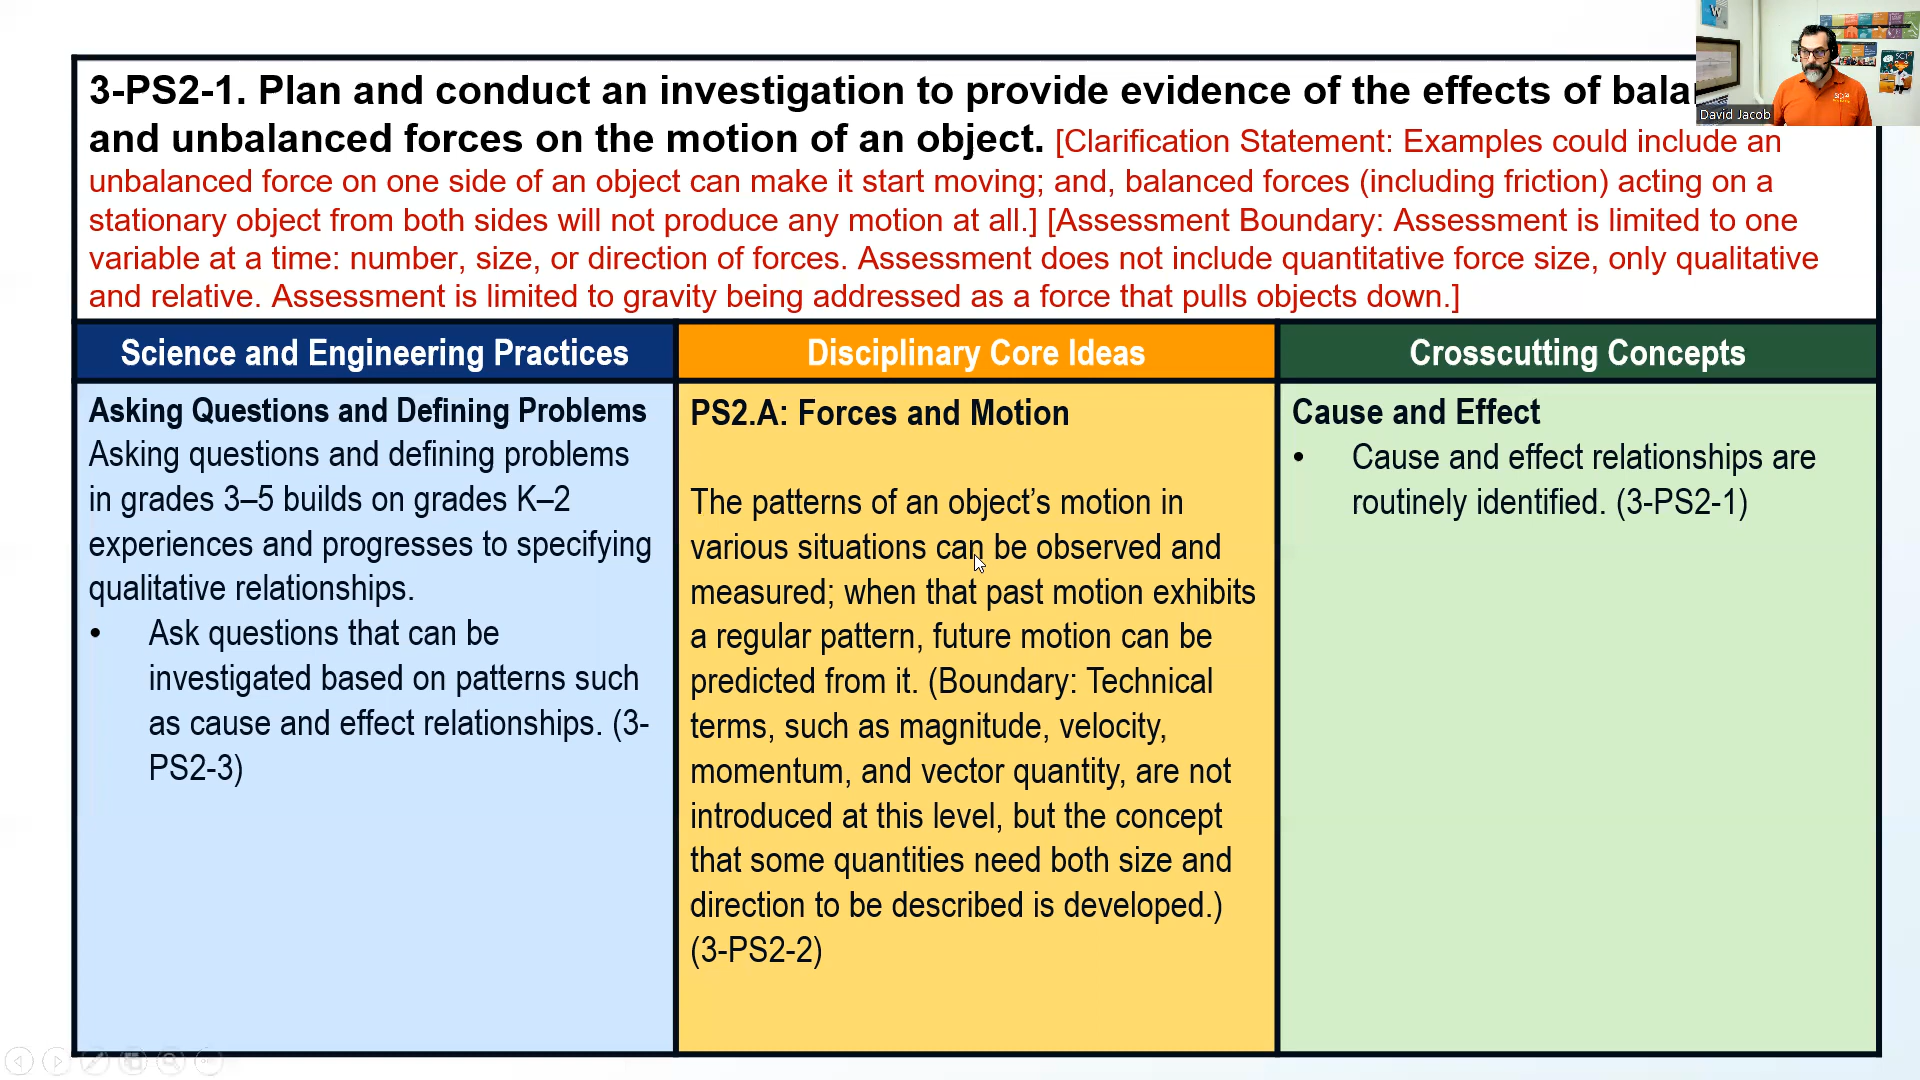 3-PS2-1. Plan and conduct an investigation to provide evidence of the effects of
and unbalanced forces on the motion of an object. [Clarification Statement: Examples could include an
unbalanced force on one side of an object can make it start moving; and, balanced forces (including friction) acting on a
stationary object from both sides will not produce any motion at all.] [Assessment Boundary: Assessment is limited to one
variable at a time: number, size, or direction of forces. Assessment does not include quantitative force size, only qualitative
and relative. Assessment is limited to gravity being addressed as a force that pulls objects down.]
David Jacob
Science and Engineering Practices
Asking Questions and Defining Problems
Asking questions and defining problems
in grades 3–5 builds on grades K–2
experiences and progresses to specifying
qualitative relationships.
• Ask questions that can be
investigated based on patterns such
as cause and effect relationships. (3-
PS2-3)
Disciplinary Core Ideas
PS2.A: Forces and Motion
The patterns of an object’s motion in
various situations can be observed and
measured; when that past motion exhibits
a regular pattern, future motion can be
predicted from it. (Boundary: Technical
terms, such as magnitude, velocity,
momentum, and vector quantity, are not
introduced at this level, but the concept
that some quantities need both size and
direction to be described is developed.)
(3-PS2-2)
Crosscutting Concepts
Cause and Effect
• Cause and effect relationships are
routinely identified. (3-PS2-1)